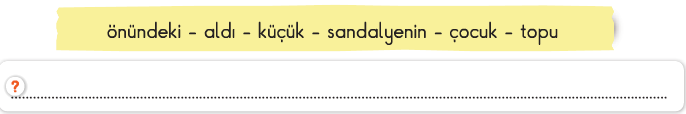 önündeki - aldı - küçük - sandalyenin - çocuk - topu
?